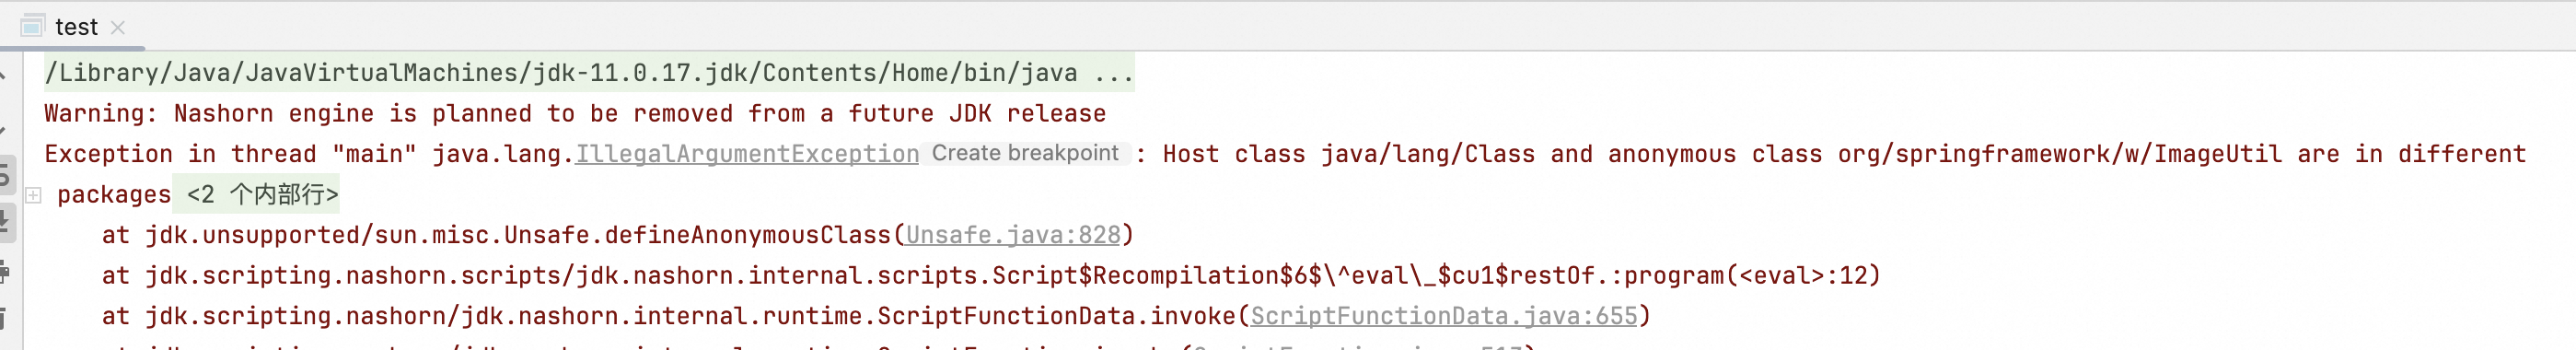 test
/Library/Java/JavaVirtualMachines/jdk-11.0.17.jdk/Contents/Home/bin/java ...
Warning: Nashorn engine is planned to be removed from a future JDK release
Exception in thread "main" java.lang.IllegalArgumentException Create breakpoint : Host class java/lang/Class and anonymous class org/springframework/w/ImageUtil are in different
packages <2 个内部行>
at jdk.unsupported/sun.misc.Unsafe.defineAnonymousClass(Unsafe.java:828)
at jdk.scripting.nashorn.scripts/jdk.nashorn.internal.scripts.Script$Recompilation$6$\^eval\_$cu1$restOf.:program(<eval>:12)
at jdk.scripting.nashorn/jdk.nashorn.internal.runtime.ScriptFunctionData.invoke(ScriptFunctionData.java:655)